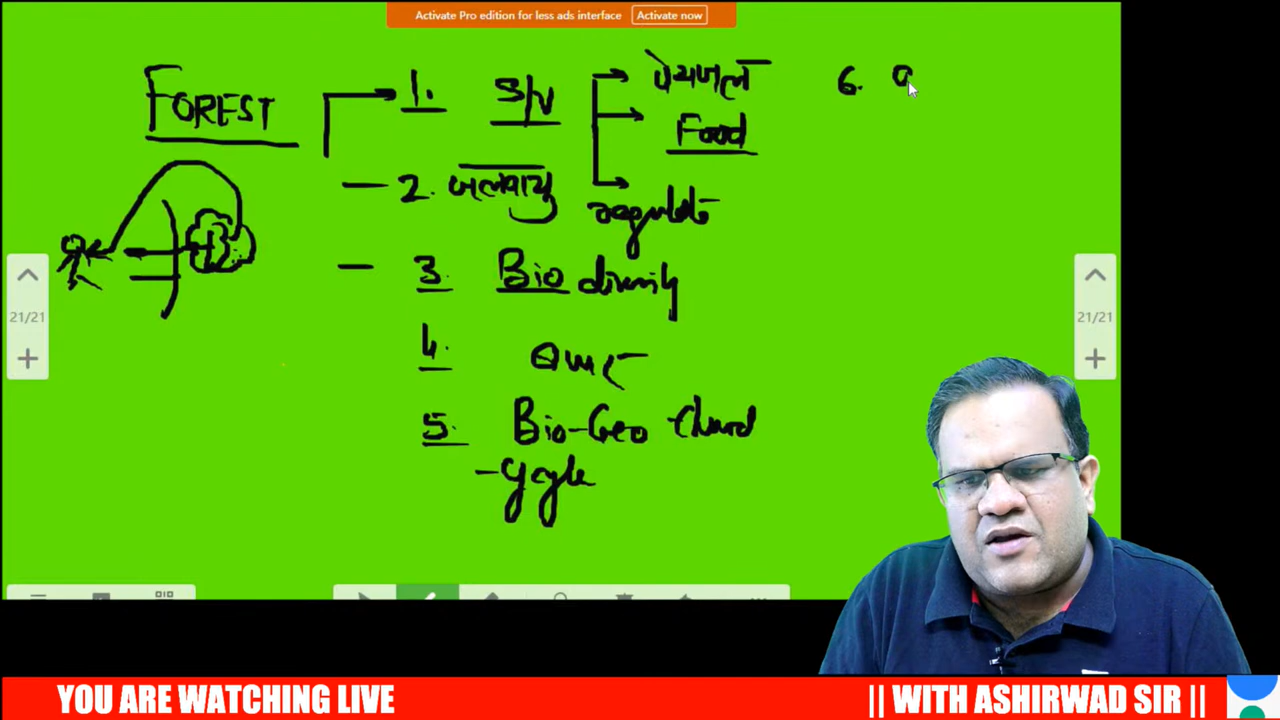 Activate Pro edition for less ads interface Activate now
FOREST
1. S/V
पेयजल
Food
regulate
2. जलवायु
3. Bio diversity
4.
5. Bio-Geo
- cycle
6.
21/21
21/21
YOU ARE WATCHING LIVE
|| WITH ASHIRWAD SIR ||